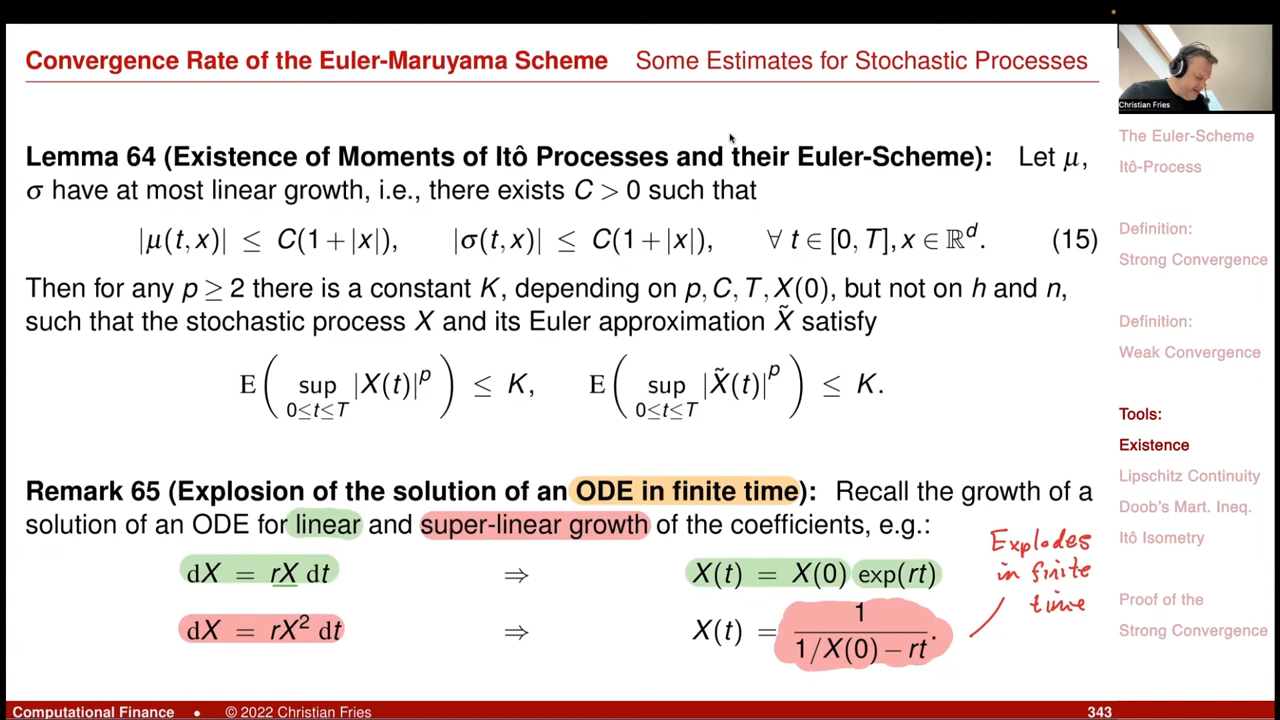 Convergence Rate of the Euler-Maruyama Scheme Some Estimates for Stochastic Processes
Lemma 64 (Existence of Moments of Itô Processes and their Euler-Scheme): Let μ,
σ have at most linear growth, i.e., there exists C > 0 such that
|μ(t,x)| ≤ C(1+|x|), |σ(t,x)| ≤ C(1+|x|), ∀ t ∈ [0,T], x ∈ ℝᵈ. (15)
Then for any p ≥ 2 there is a constant K, depending on p, C, T, X(0), but not on h and n,
such that the stochastic process X and its Euler approximation X̃ satisfy
E( sup_{0≤t≤T} |X(t)|ᵖ ) ≤ K, E( sup_{0≤t≤T} |X̃(t)|ᵖ ) ≤ K.
Remark 65 (Explosion of the solution of an ODE in finite time): Recall the growth of a
solution of an ODE for linear and super-linear growth of the coefficients, e.g.:
dX = rX dt ⇒ X(t) = X(0) exp(rt)
dX = rX² dt ⇒ X(t) = 1 / (1/X(0) − rt).
Explodes
in finite
time
Christian Fries
The Euler-Scheme
Itô-Process
Definition:
Strong Convergence
Definition:
Weak Convergence
Tools:
Existence
Lipschitz Continuity
Doob's Mart. Ineq.
Itô Isometry
Proof of the
Strong Convergence
Computational Finance • © 2022 Christian Fries 343